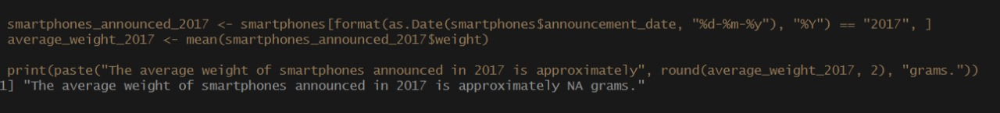 smartphones_announced_2017 <- smartphones[format(as.Date(smartphones$announcement_date, "%d-%m-%y"), "%Y") == "2017", ]
average_weight_2017 <- mean(smartphones_announced_2017$weight)
print(paste("The average weight of smartphones announced in 2017 is approximately", round(average_weight_2017, 2), "grams."))
1] "The average weight of smartphones announced in 2017 is approximately NA grams."